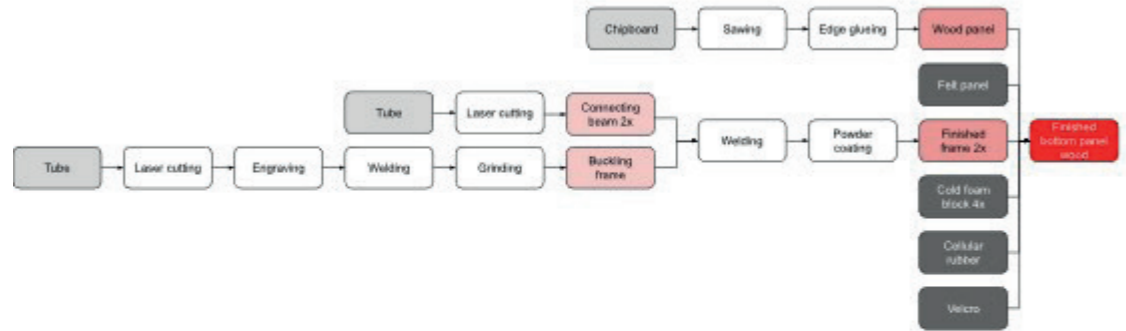 Chipboard
Sawing
Edge glueing
Wood panel
Felt panel
Tube
Laser cutting
Connecting
beam 2x
Welding
Powder
coating
Finished
frame 2x
Finished
bottom panel
wood
Tube
Laser cutting
Engraving
Welding
Grinding
Buckling
frame
Cold foam
block 4x
Cellular
rubber
Velcro